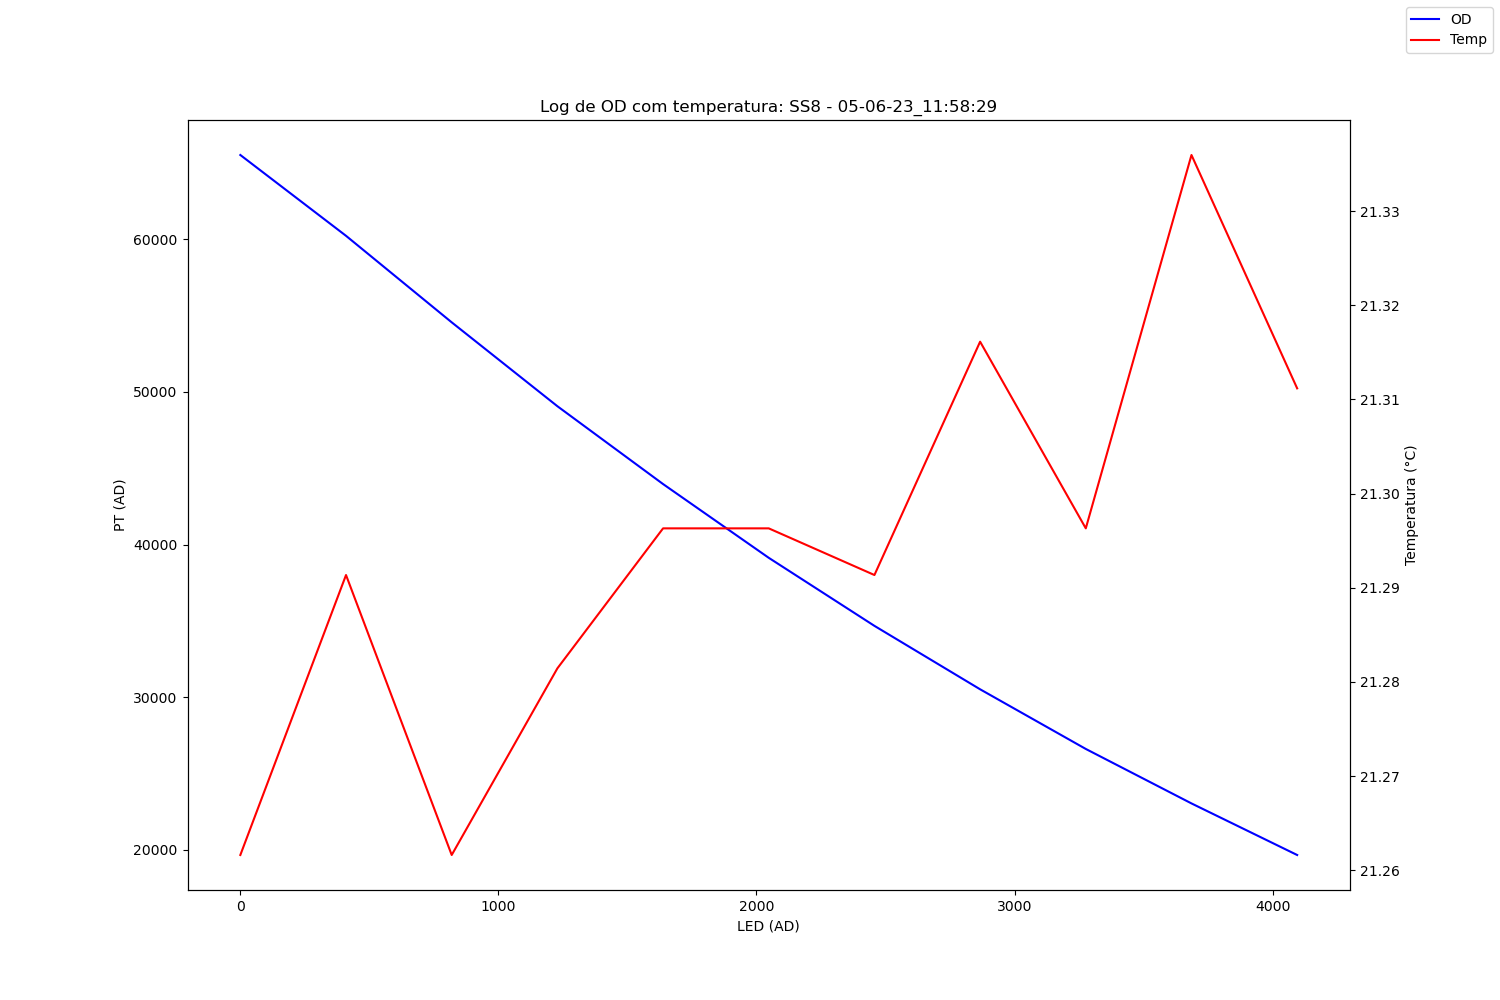 OD
Temp
Log de OD com temperatura: SS8 - 05-06-23_11:58:29
60000
50000
40000
30000
20000
PT (AD)
21.33
21.32
21.31
21.30
21.29
21.28
21.27
21.26
Temperatura (°C)
0 1000 2000 3000 4000
LED (AD)